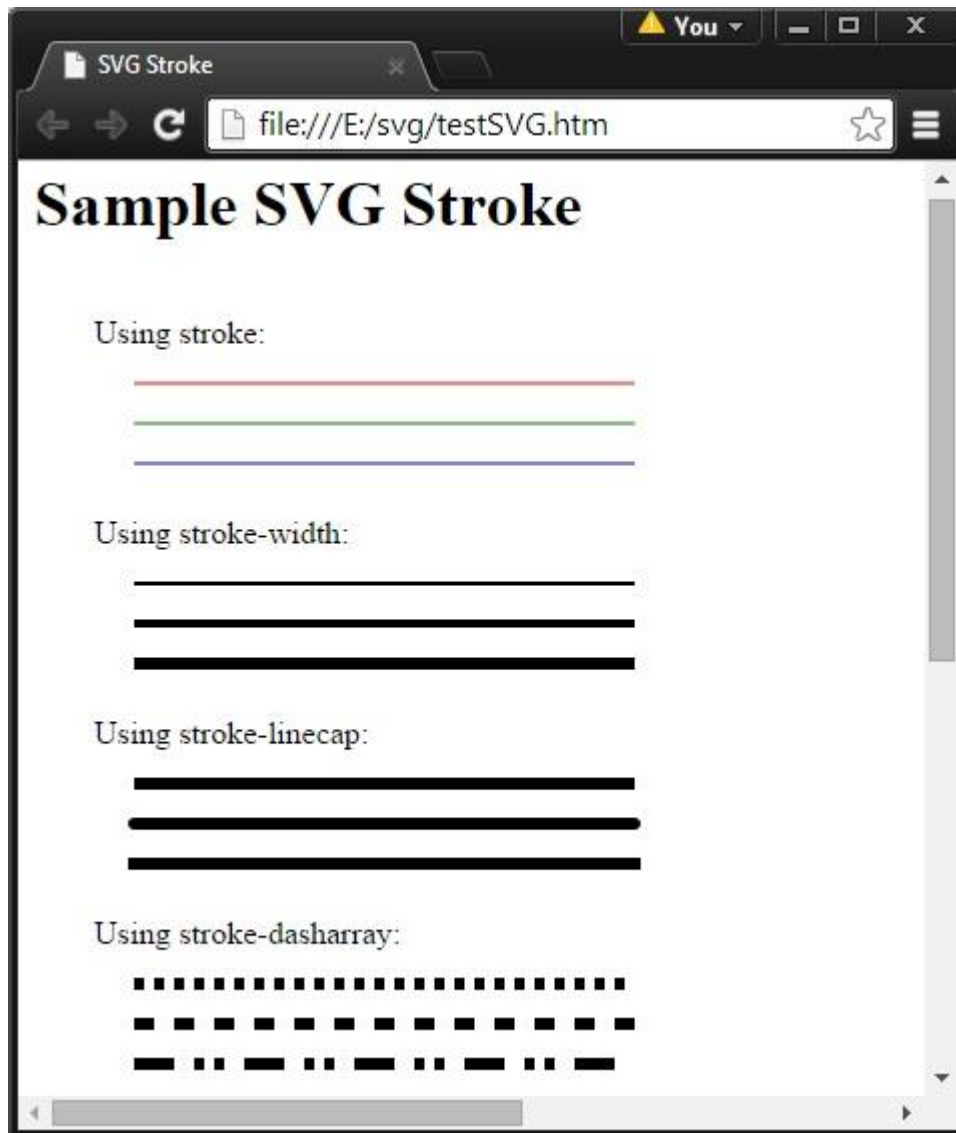 You
SVG Stroke
file:///E:/svg/testSVG.htm
Sample SVG Stroke
Using stroke:
Using stroke-width:
Using stroke-linecap:
Using stroke-dasharray: